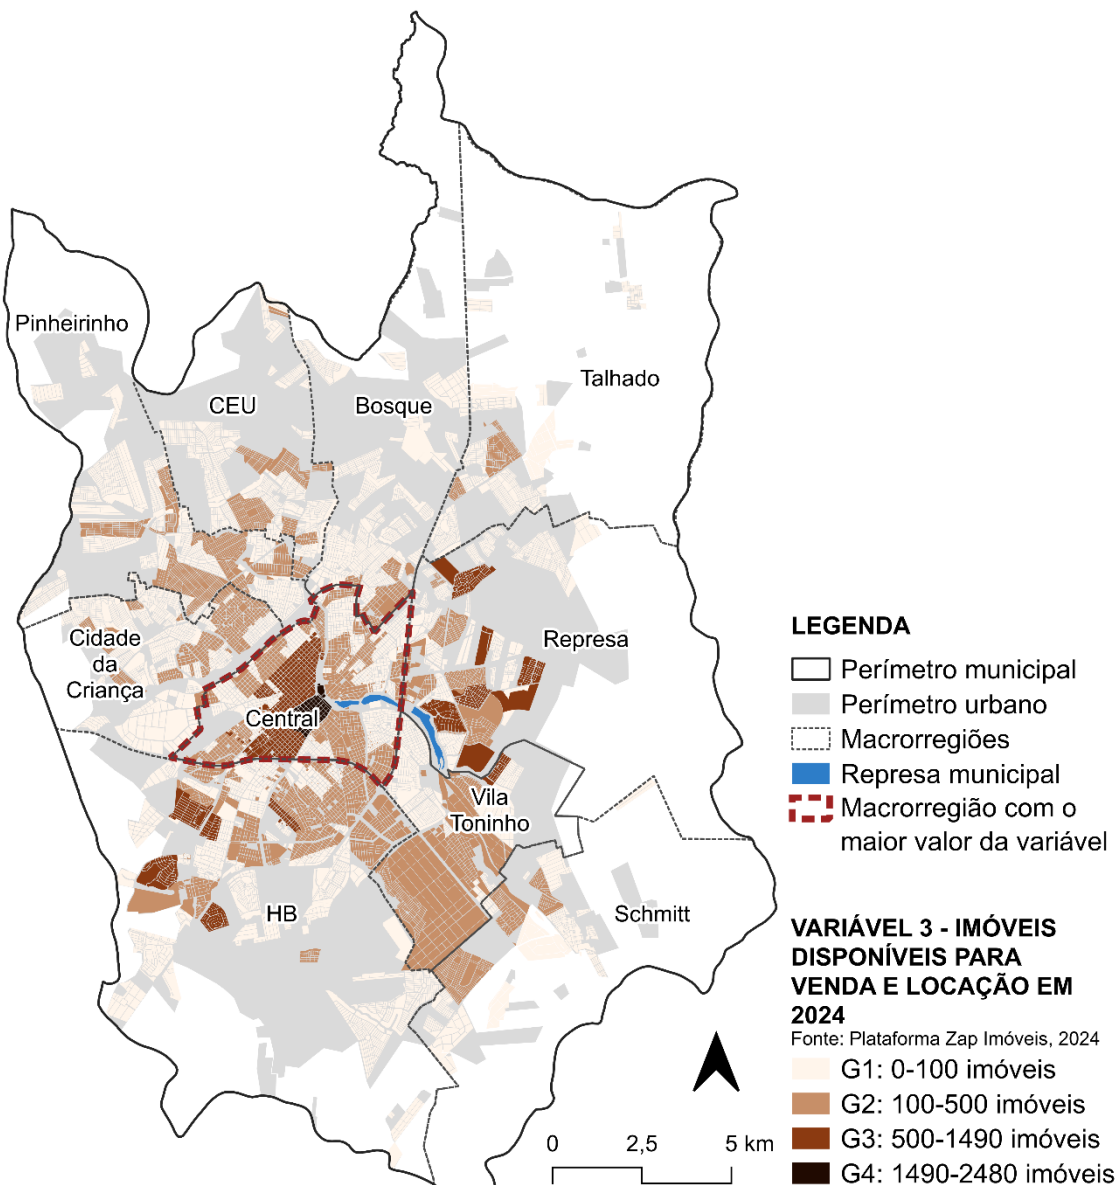 Pinheirinho
CEU
Bosque
Talhado
Cidade
da
Criança
Represa
Central
Vila
Toninho
HB
Schmitt
LEGENDA
Perímetro municipal
Perímetro urbano
Macrorregiões
Represa municipal
Macrorregião com o
maior valor da variável
VARIÁVEL 3 - IMÓVEIS
DISPONÍVEIS PARA
VENDA E LOCAÇÃO EM
2024
Fonte: Plataforma Zap Imóveis, 2024
G1: 0-100 imóveis
G2: 100-500 imóveis
G3: 500-1490 imóveis
G4: 1490-2480 imóveis
0 2,5 5 km